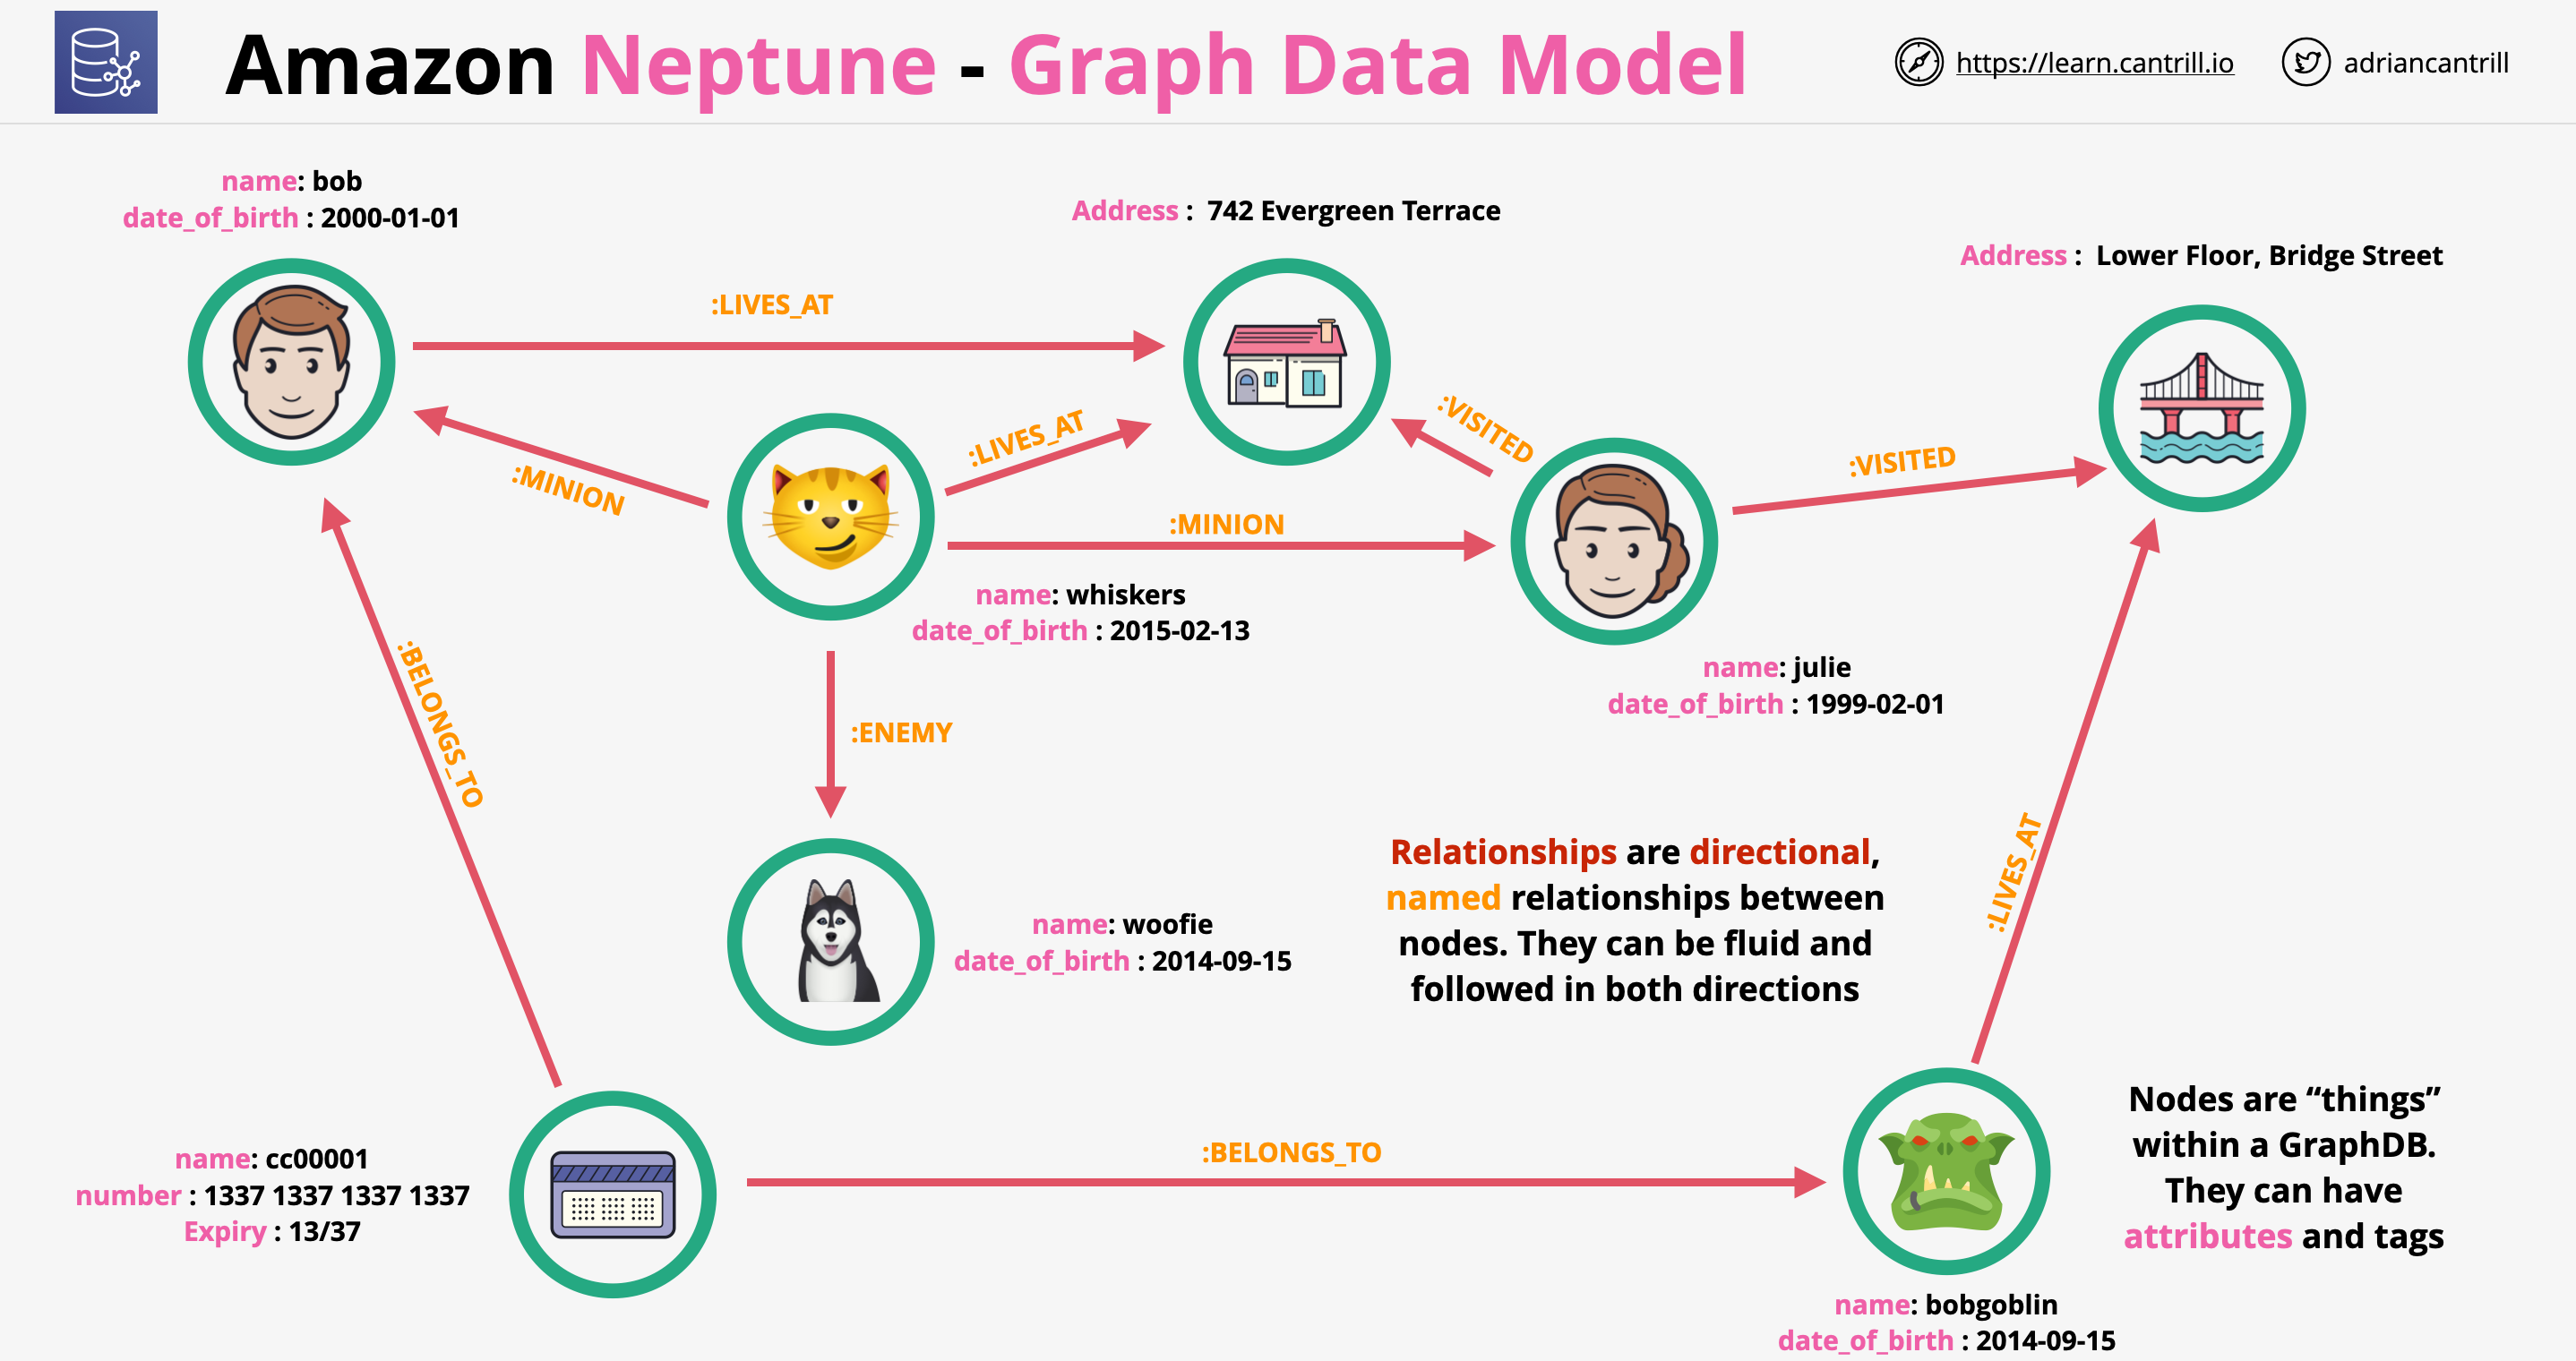 Amazon Neptune - Graph Data Model
https://learn.cantrill.io
adriancantrill
name: bob
date_of_birth : 2000-01-01
Address : 742 Evergreen Terrace
Address : Lower Floor, Bridge Street
:LIVES_AT
:MINION
:LIVES_AT
:VISITED
:VISITED
:MINION
name: whiskers
date_of_birth : 2015-02-13
name: julie
date_of_birth : 1999-02-01
:BELONGS_TO
:ENEMY
name: woofie
date_of_birth : 2014-09-15
Relationships are directional,
named relationships between
nodes. They can be fluid and
followed in both directions
:LIVES_AT
name: cc00001
number : 1337 1337 1337 1337
Expiry : 13/37
:BELONGS_TO
Nodes are “things”
within a GraphDB.
They can have
attributes and tags
name: bobgoblin
date_of_birth : 2014-09-15